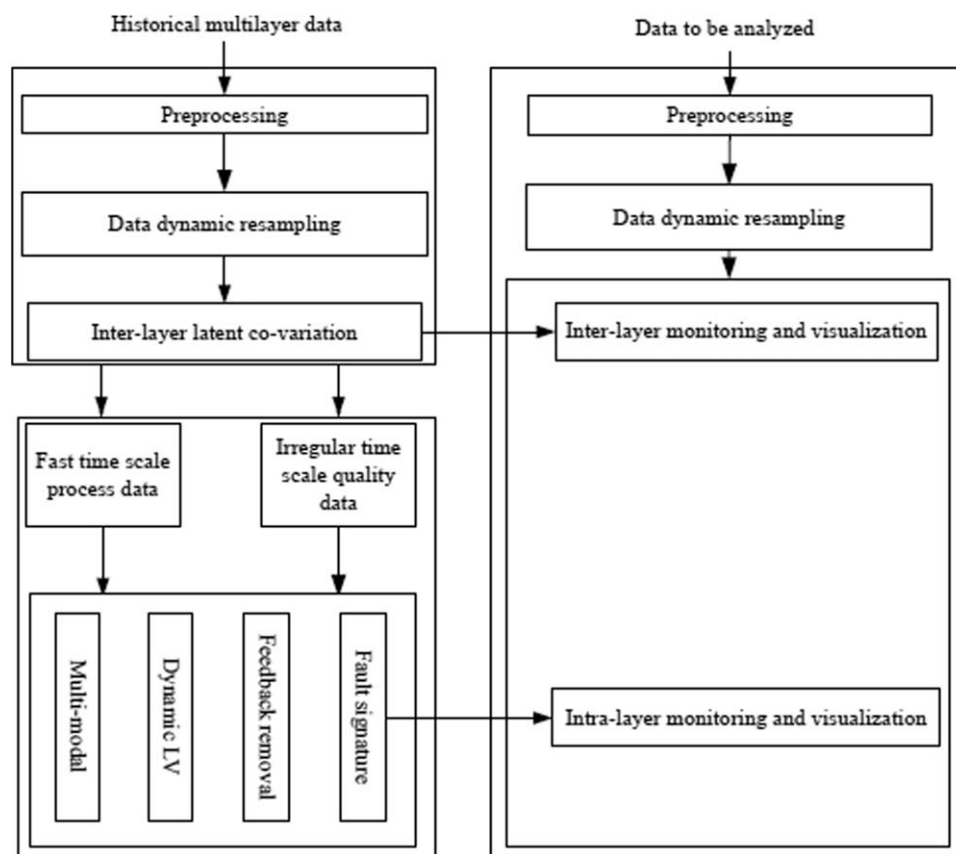 Historical multilayer data
Preprocessing
Data dynamic resampling
Inter-layer latent co-variation
Fast time scale
process data
Irregular time
scale quality
data
Multi-modal
Dynamic LV
Feedback removal
Fault signature
Data to be analyzed
Preprocessing
Data dynamic resampling
Inter-layer monitoring and visualization
Intra-layer monitoring and visualization